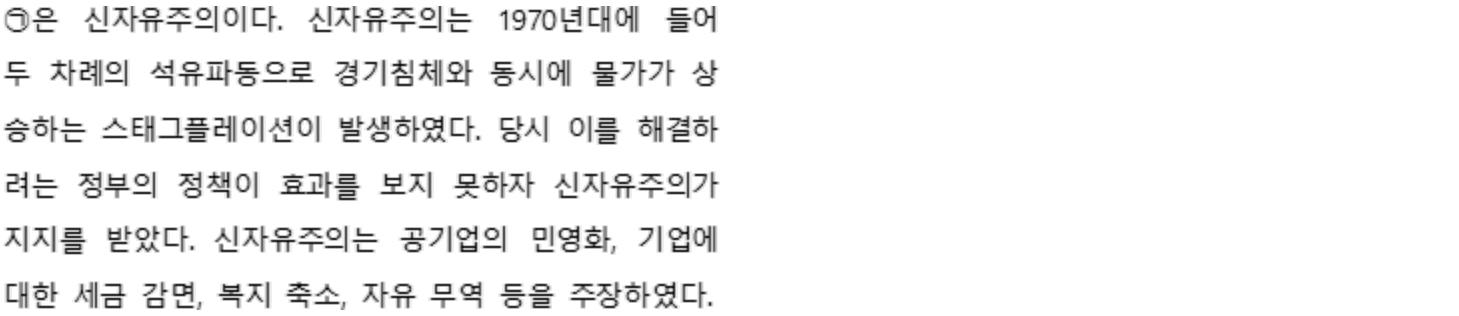 ㉠은 신자유주의이다. 신자유주의는 1970년대에 들어
두 차례의 석유파동으로 경기침체와 동시에 물가가 상
승하는 스태그플레이션이 발생하였다. 당시 이를 해결하
려는 정부의 정책이 효과를 보지 못하자 신자유주의가
지지를 받았다. 신자유주의는 공기업의 민영화, 기업에
대한 세금 감면, 복지 축소, 자유 무역 등을 주장하였다.